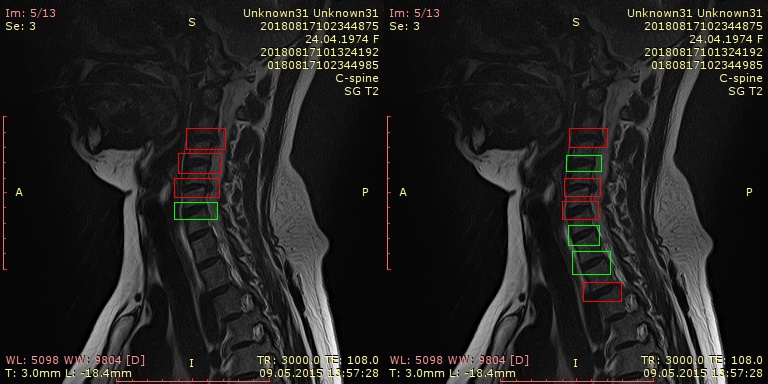 Im: 5/13
Se: 3
S
Unknown31 Unknown31
20180817102344875
24.04.1974 F
20180817101324192
0180817102344985
C-spine
SG T2
A
P
WL: 5098 WW: 9804 [D]
T: 3.0mm L: -18.4mm
I
TR: 3000.0 TE: 108.0
09.05.2015 13:57:28
Im: 5/13
Se: 3
S
Unknown31 Unknown31
20180817102344875
24.04.1974 F
20180817101324192
0180817102344985
C-spine
SG T2
A
P
WL: 5098 WW: 9804 [D]
T: 3.0mm L: -18.4mm
I
TR: 3000.0 TE: 108.0
09.05.2015 13:57:28